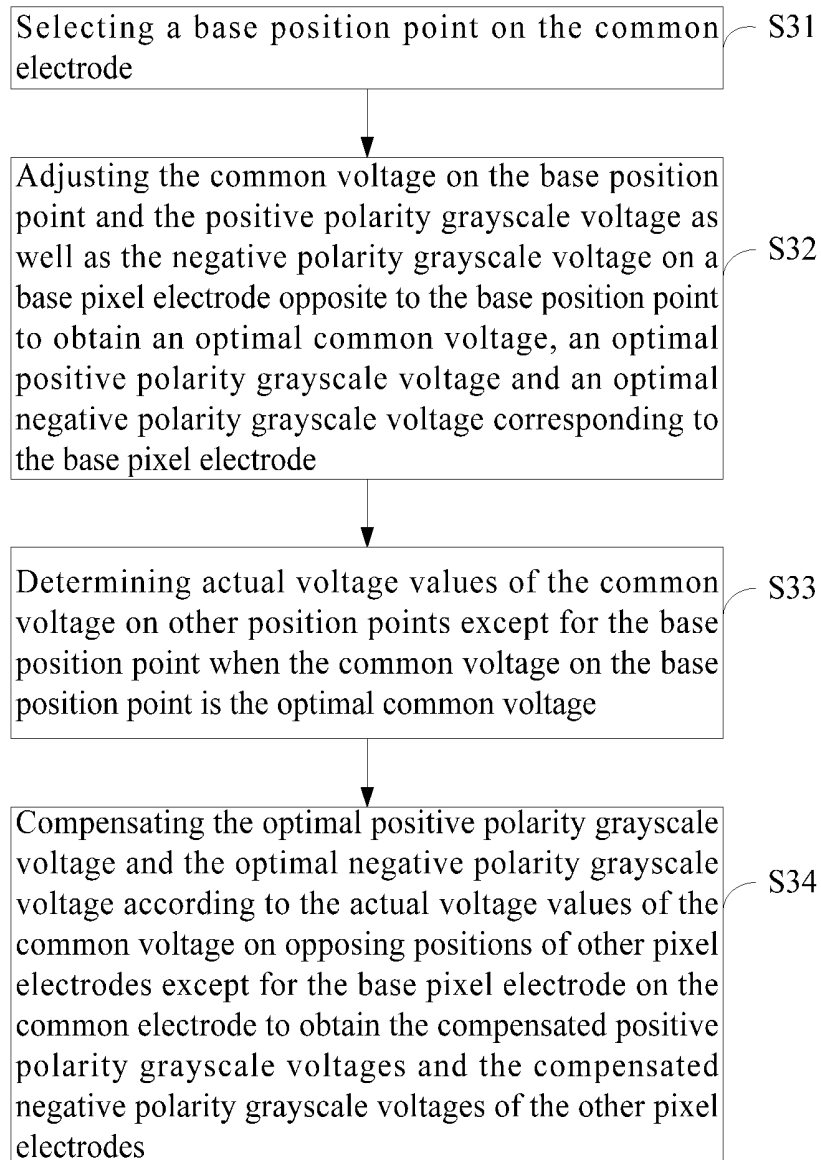 Selecting a base position point on the common
electrode
S31
Adjusting the common voltage on the base position
point and the positive polarity grayscale voltage as
well as the negative polarity grayscale voltage on a
base pixel electrode opposite to the base position point
to obtain an optimal common voltage, an optimal
positive polarity grayscale voltage and an optimal
negative polarity grayscale voltage corresponding to
the base pixel electrode
S32
Determining actual voltage values of the common
voltage on other position points except for the base
position point when the common voltage on the base
position point is the optimal common voltage
S33
Compensating the optimal positive polarity grayscale
voltage and the optimal negative polarity grayscale
voltage according to the actual voltage values of the
common voltage on opposing positions of other pixel
electrodes except for the base pixel electrode on the
common electrode to obtain the compensated positive
polarity grayscale voltages and the compensated
negative polarity grayscale voltages of the other pixel
electrodes
S34